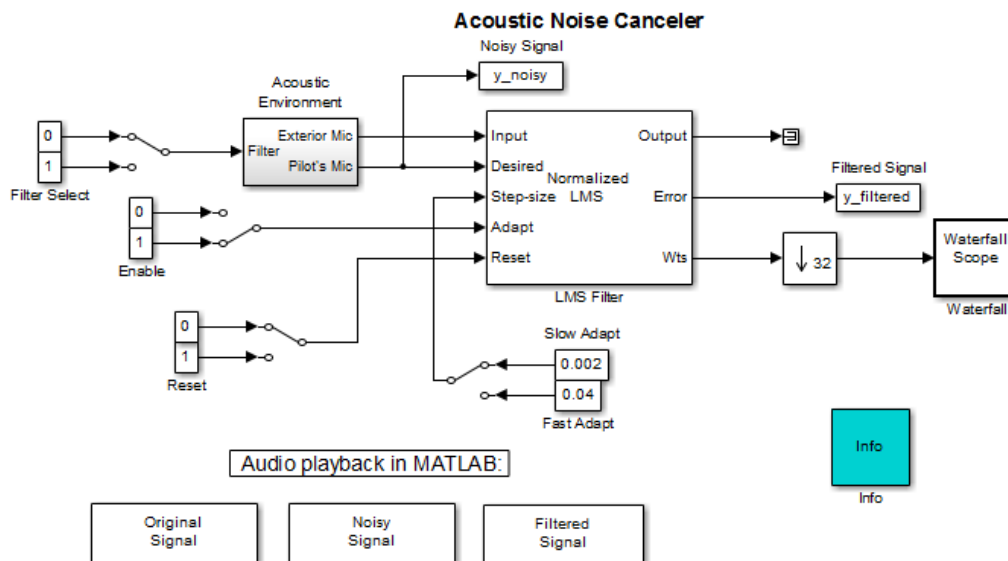 Acoustic Noise Canceler
Noisy Signal
y_noisy
Acoustic
Environment
Filter
Exterior Mic
Pilot's Mic
0
1
Filter Select
0
1
Enable
0
1
Reset
Input
Desired
Step-size
Adapt
Reset
Normalized
LMS
Output
Error
Wts
LMS Filter
Filtered Signal
y_filtered
32
Waterfall
Scope
Waterfall
Slow Adapt
0.002
0.04
Fast Adapt
Info
Info
Audio playback in MATLAB:
Original
Signal
Noisy
Signal
Filtered
Signal